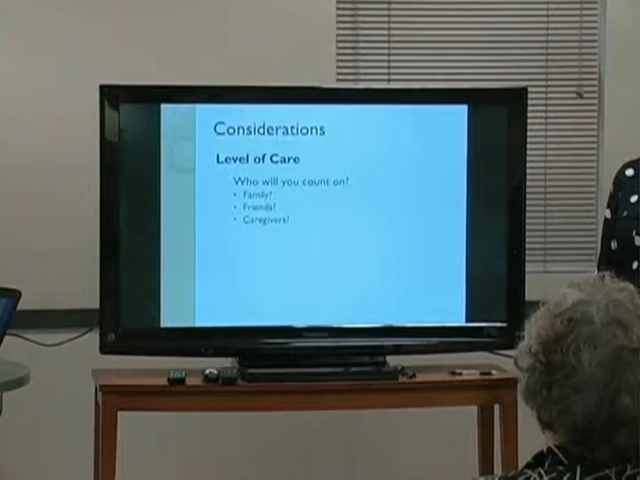 Considerations
Level of Care
Who will you count on?
• Family?
• Friends?
• Caregivers?